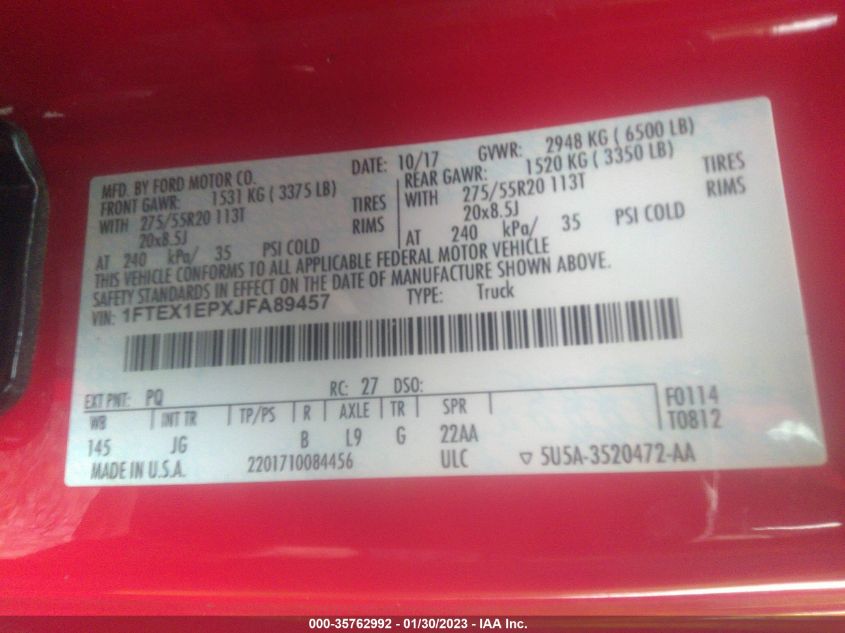 MFD. BY FORD MOTOR CO. DATE: 10/17 GVWR: 2948 KG ( 6500 LB)
FRONT GAWR: 1531 KG ( 3375 LB) REAR GAWR: 1520 KG ( 3350 LB)
WITH 275/55R20 113T TIRES WITH 275/55R20 113T TIRES
20x8.5J RIMS 20x8.5J RIMS
AT 240 kPa/ 35 PSI COLD AT 240 kPa/ 35 PSI COLD
THIS VEHICLE CONFORMS TO ALL APPLICABLE FEDERAL MOTOR VEHICLE
SAFETY STANDARDS IN EFFECT ON THE DATE OF MANUFACTURE SHOWN ABOVE.
VIN: 1FTEX1EPXJFA89457 TYPE: Truck
EXT PNT: PQ RC: 27 DSO: F0114
WB INT TR TP/PS R AXLE TR SPR T0812
145 JG B L9 G 22AA
MADE IN U.S.A. 2201710084456 ULC ▽ 5U5A-3520472-AA
000-35762992 - 01/30/2023 - IAA Inc.